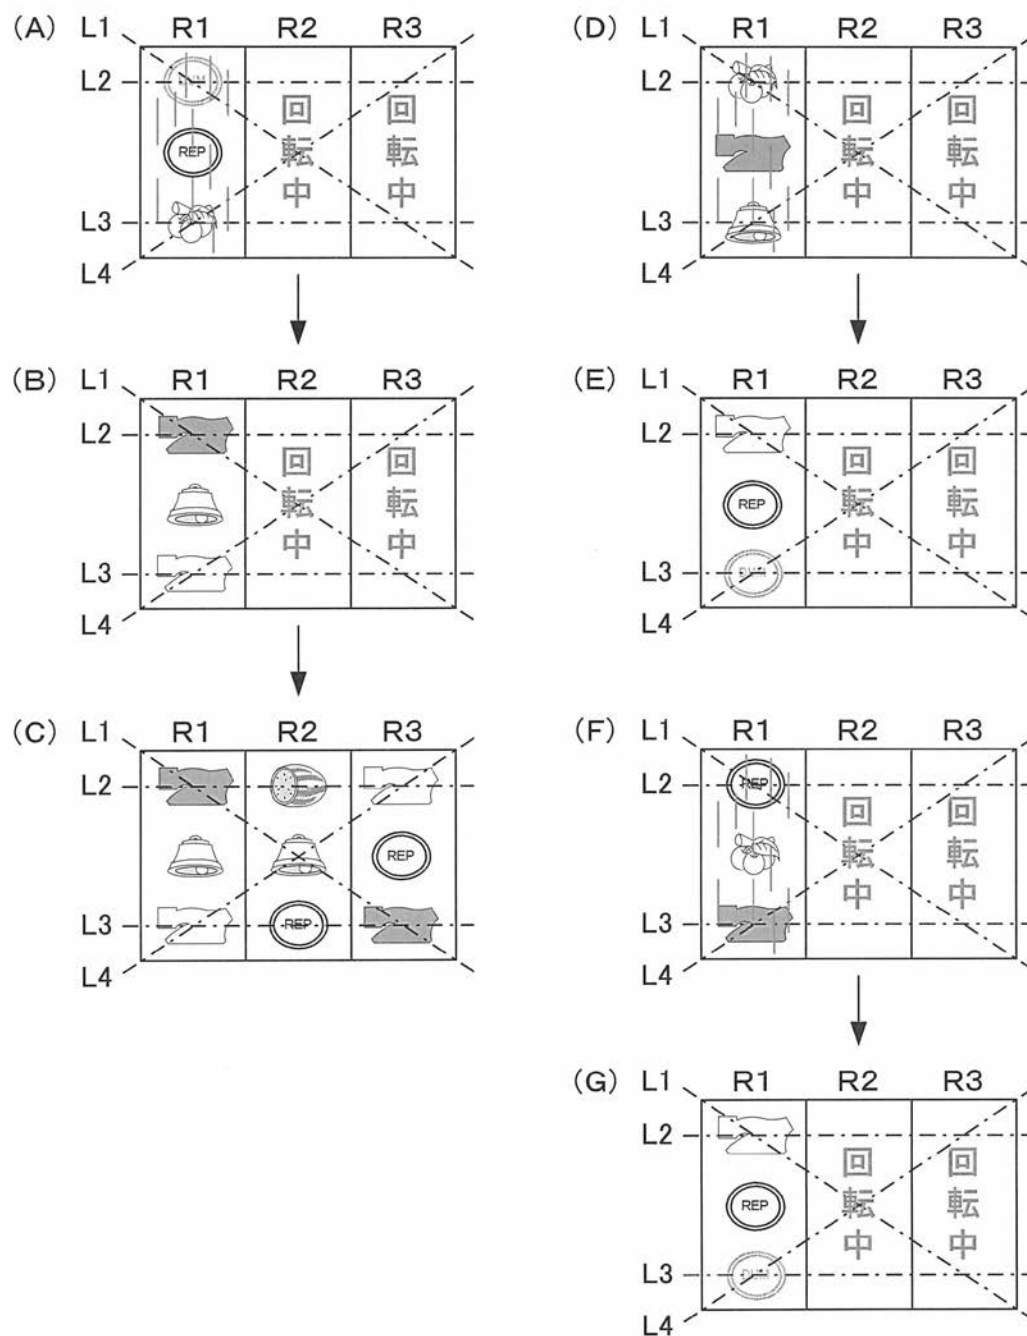 (A) L1 R1 R2 R3
L2 DUM 回転中 回転中
REP
L3
L4
(B) L1 R1 R2 R3
L2 回転中 回転中
L3
L4
(C) L1 R1 R2 R3
L2
REP
L3 REP
L4
(D) L1 R1 R2 R3
L2 回転中 回転中
L3
L4
(E) L1 R1 R2 R3
L2 回転中 回転中
REP
L3 DUM
L4
(F) L1 R1 R2 R3
L2 REP 回転中 回転中
L3
L4
(G) L1 R1 R2 R3
L2 回転中 回転中
REP
L3 DUM
L4